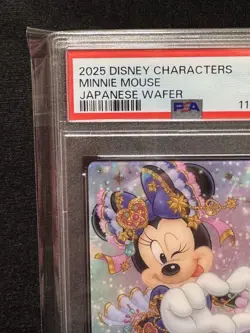 2025 DISNEY CHARACTERS
MINNIE MOUSE
JAPANESE WAFER
PSA
11